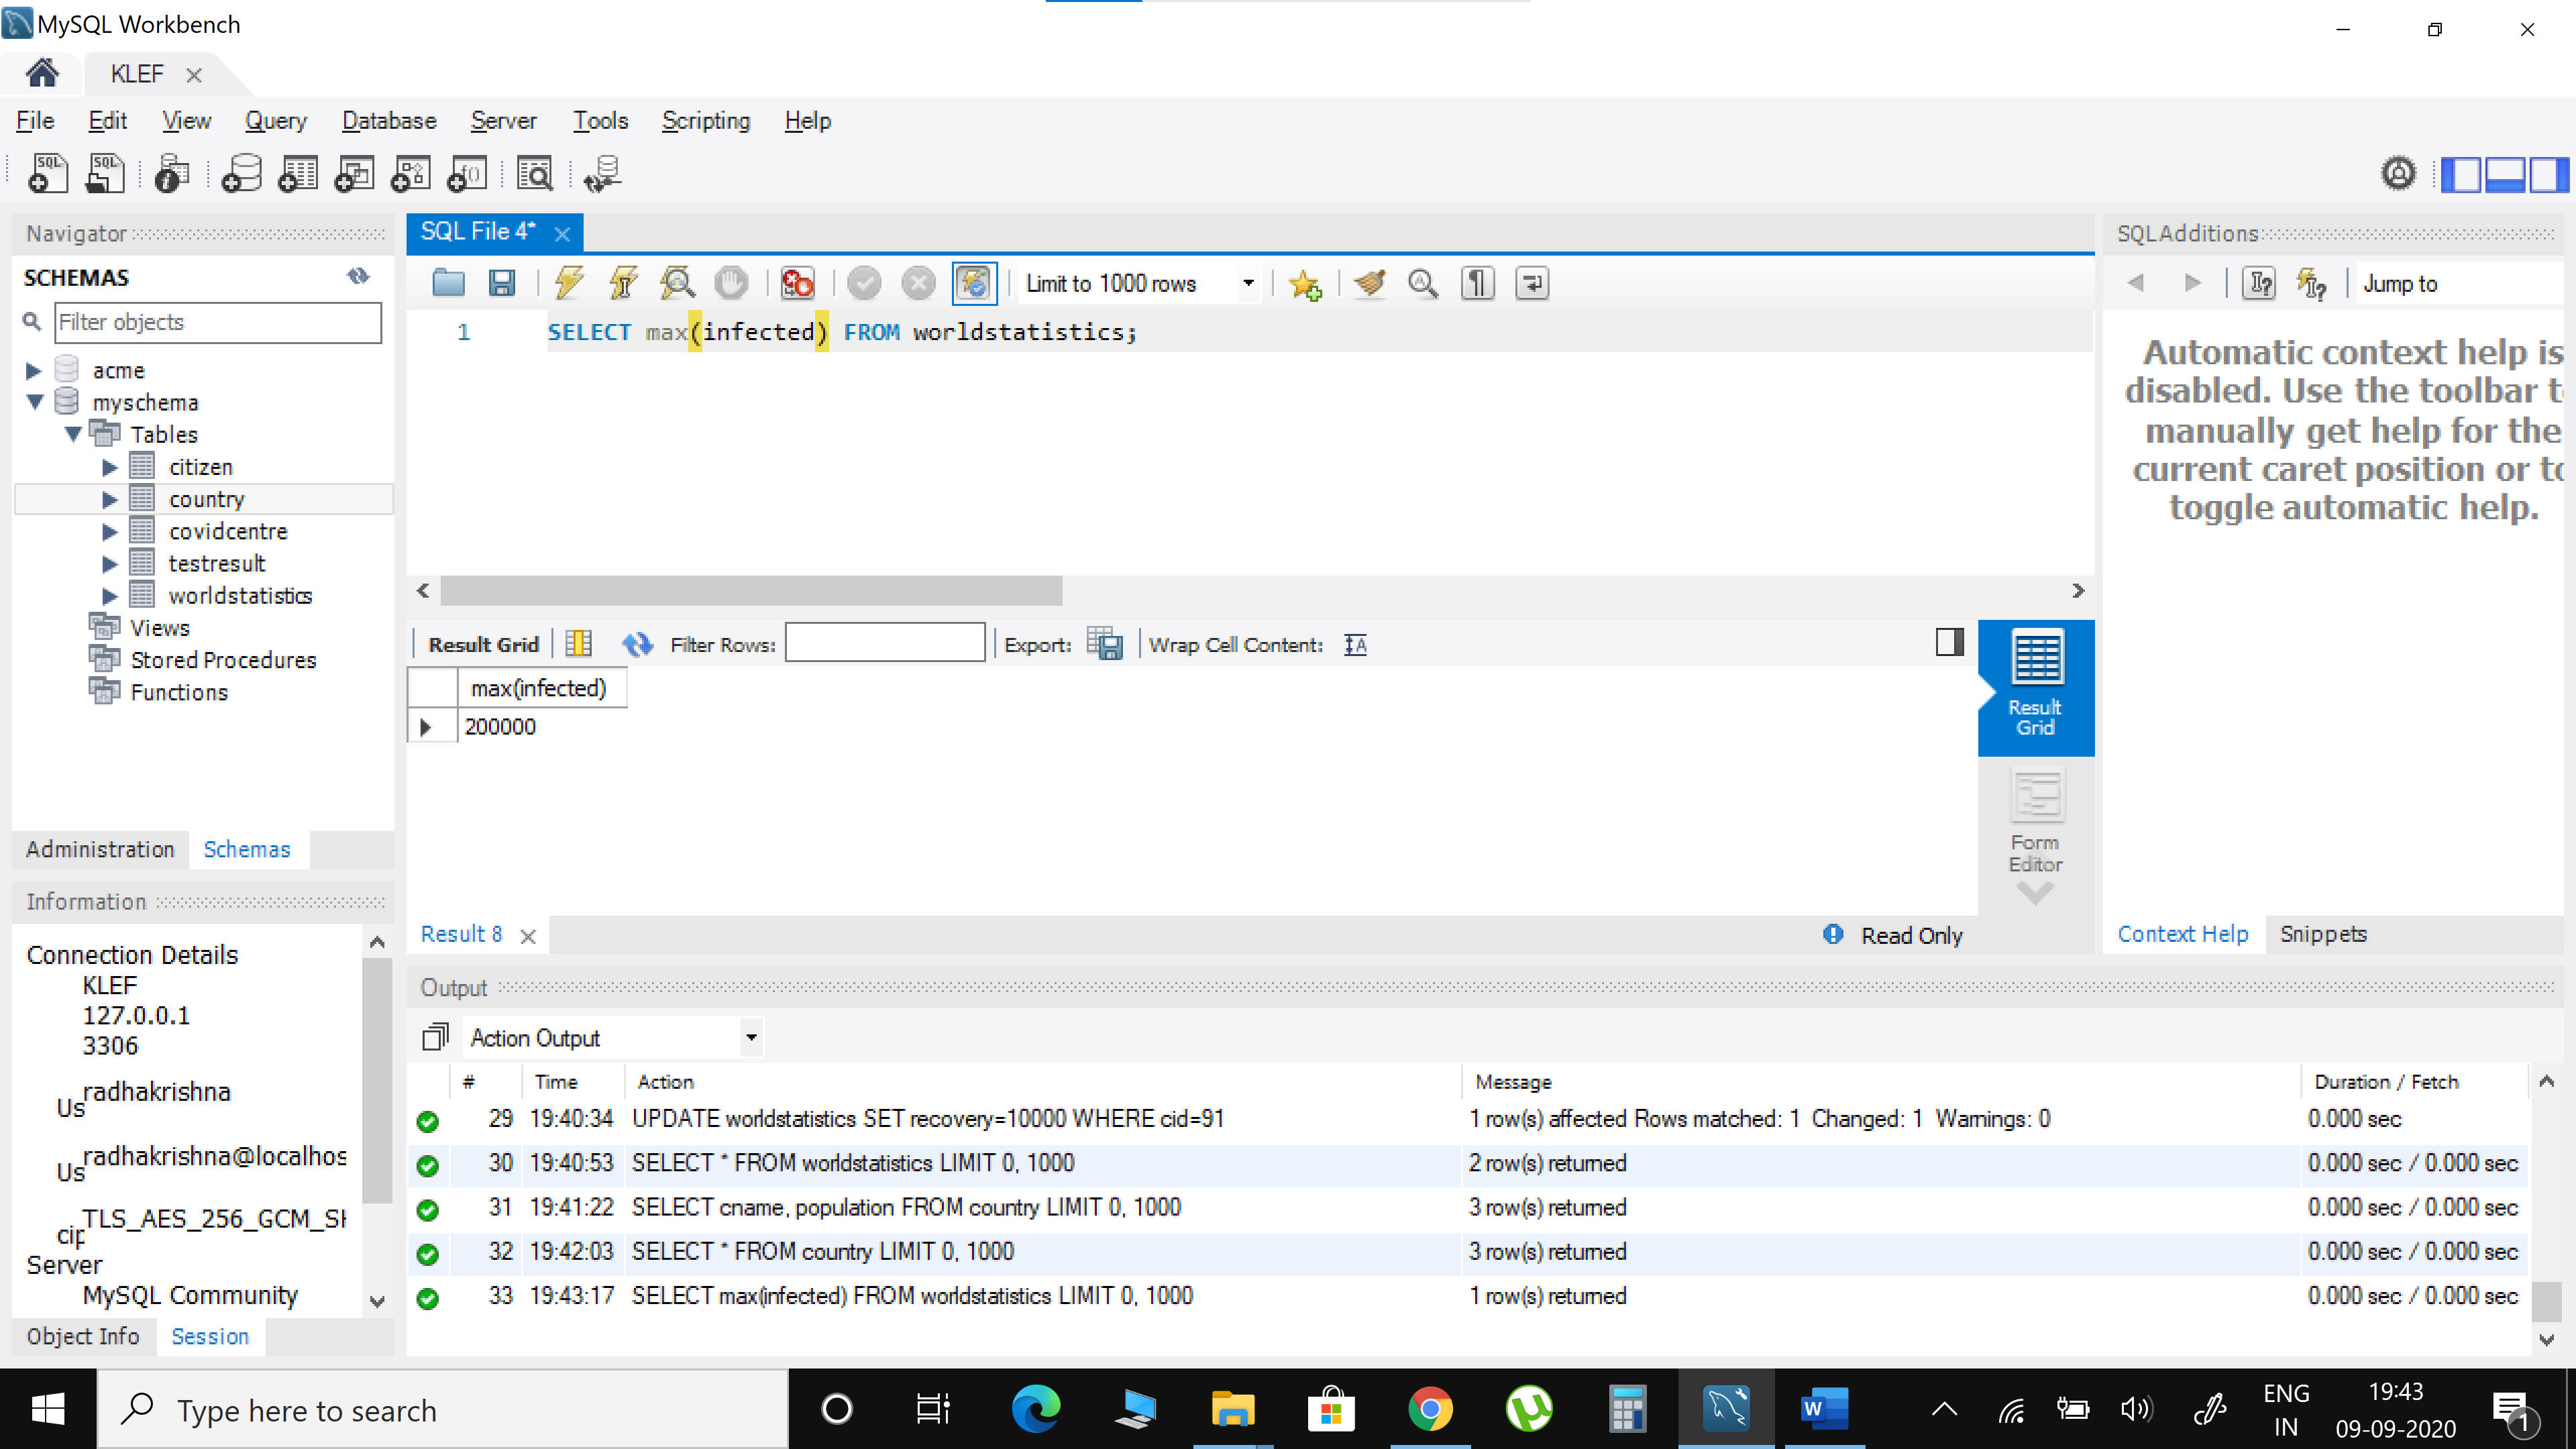 MySQL Workbench
KLEF
File Edit View Query Database Server Tools Scripting Help
Navigator
SCHEMAS
Filter objects
acme
myschema
Tables
citizen
country
covidcentre
testresult
worldstatistics
Views
Stored Procedures
Functions
Administration Schemas
Information
Connection Details
KLEF
127.0.0.1
3306
Us radhakrishna
Us radhakrishna@localhos
cip TLS_AES_256_GCM_SH
Server
MySQL Community
Object Info Session
SQL File 4*
Limit to 1000 rows
1 SELECT max(infected) FROM worldstatistics;
Result Grid Filter Rows: Export: Wrap Cell Content:
max(infected)
200000
Result
Grid
Form
Editor
Result 8 Read Only
SQLAdditions
Jump to
Automatic context help is
disabled. Use the toolbar t
manually get help for the
current caret position or to
toggle automatic help.
Context Help Snippets
Output
Action Output
# Time Action Message Duration / Fetch
29 19:40:34 UPDATE worldstatistics SET recovery=10000 WHERE cid=91 1 row(s) affected Rows matched: 1 Changed: 1 Warnings: 0 0.000 sec
30 19:40:53 SELECT * FROM worldstatistics LIMIT 0, 1000 2 row(s) returned 0.000 sec / 0.000 sec
31 19:41:22 SELECT cname, population FROM country LIMIT 0, 1000 3 row(s) returned 0.000 sec / 0.000 sec
32 19:42:03 SELECT * FROM country LIMIT 0, 1000 3 row(s) returned 0.000 sec / 0.000 sec
33 19:43:17 SELECT max(infected) FROM worldstatistics LIMIT 0, 1000 1 row(s) returned 0.000 sec / 0.000 sec
Type here to search
ENG
IN
19:43
09-09-2020
1